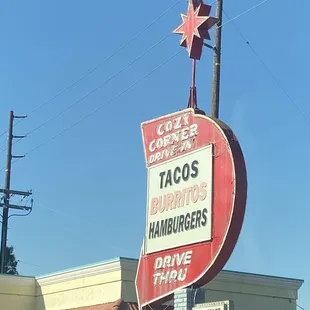 COZY
CORNER
DRIVE-IN
TACOS
BURRITOS
HAMBURGERS
DRIVE
THRU